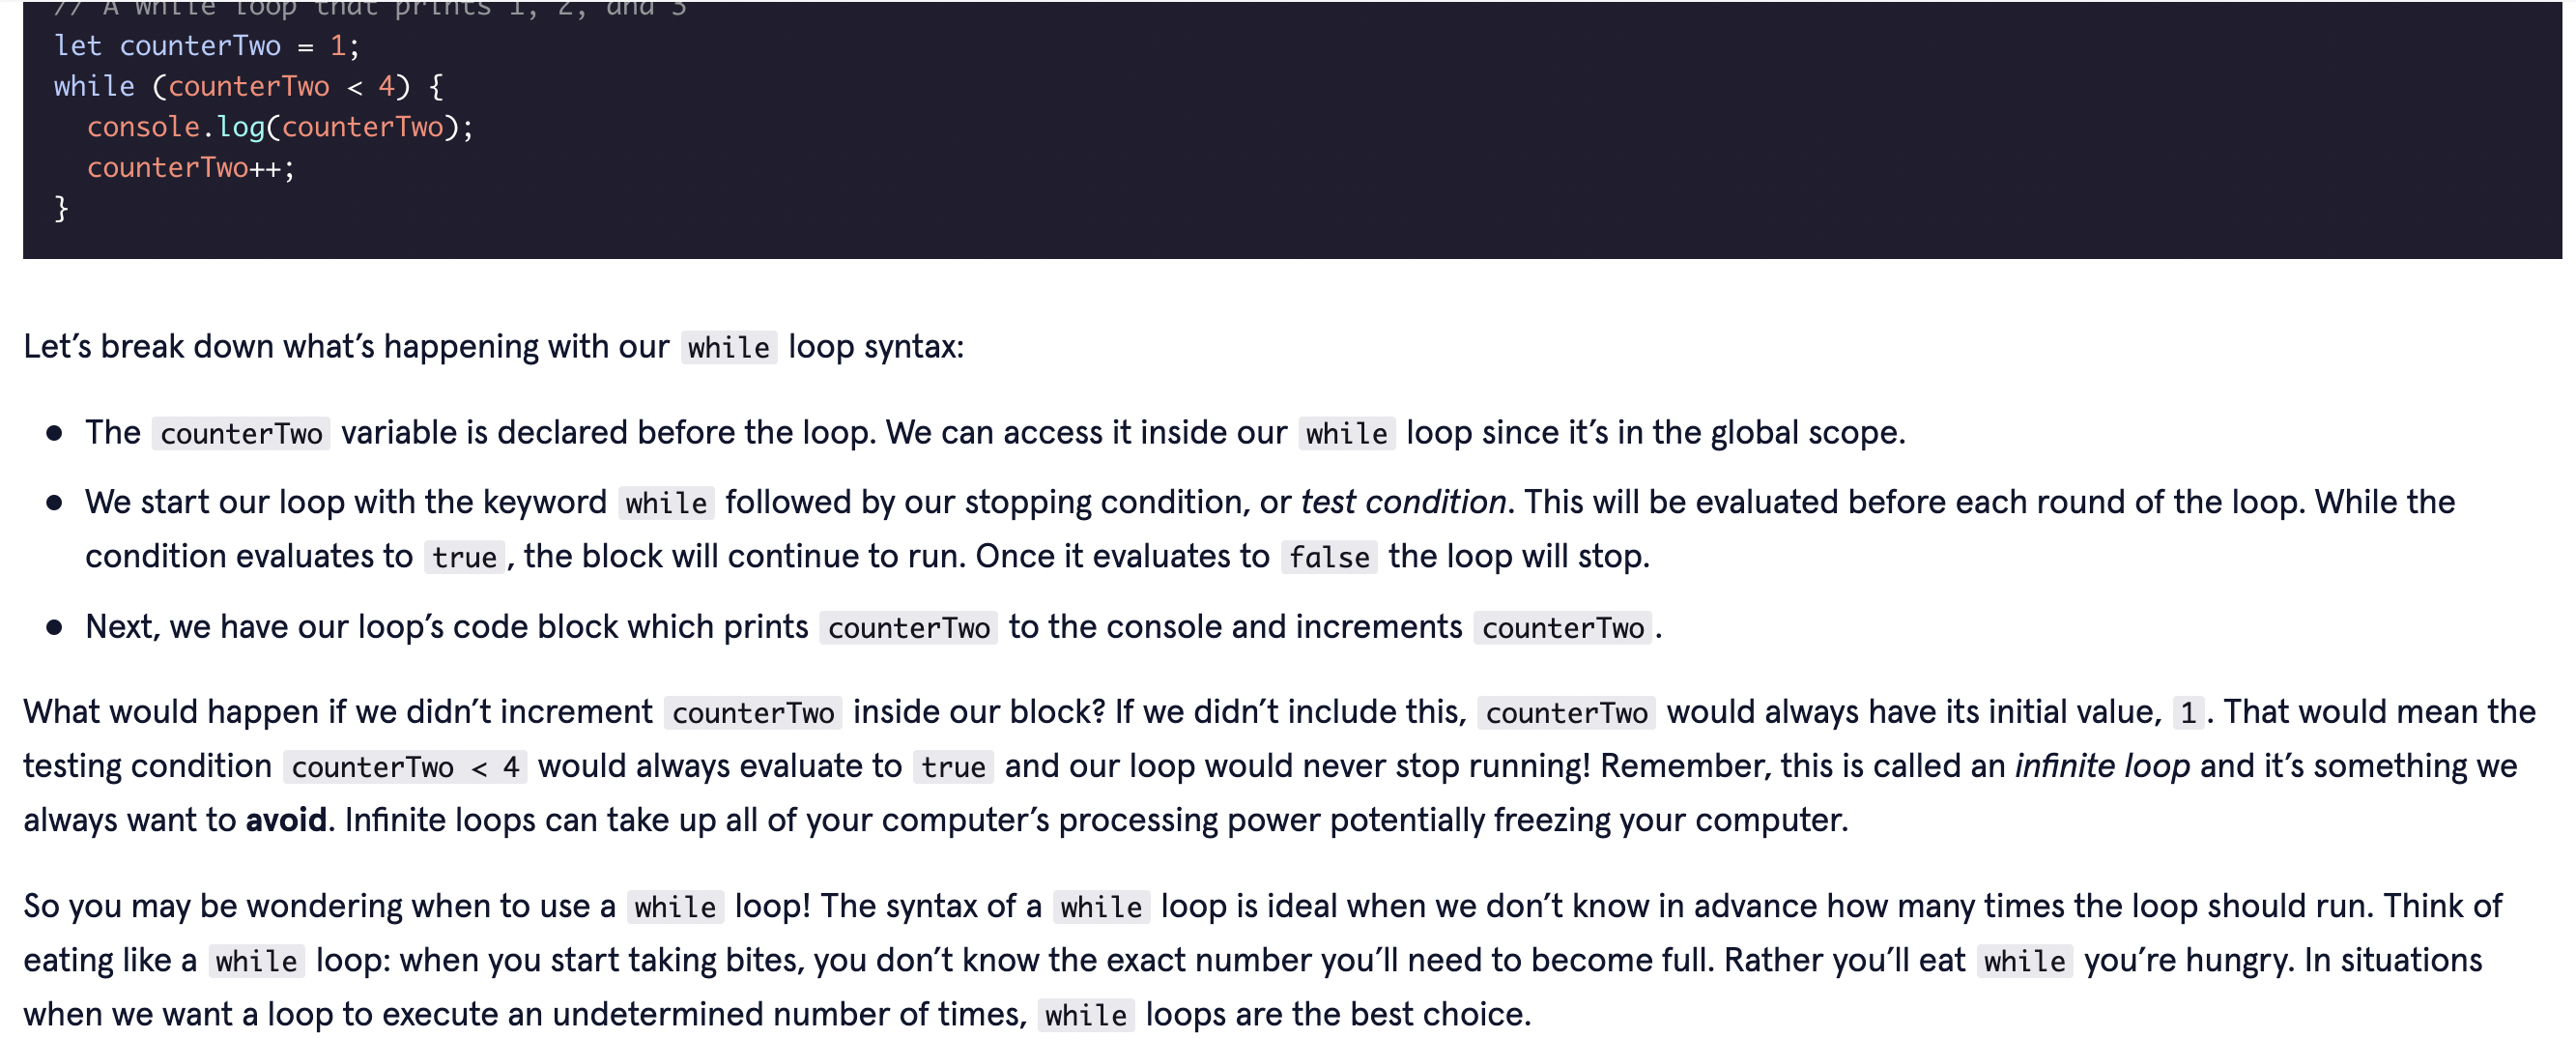 // A while loop that prints 1, 2, and 3
let counterTwo = 1;
while (counterTwo < 4) {
  console.log(counterTwo);
  counterTwo++;
}
Let’s break down what’s happening with our while loop syntax:
● The counterTwo variable is declared before the loop. We can access it inside our while loop since it’s in the global scope.
● We start our loop with the keyword while followed by our stopping condition, or test condition. This will be evaluated before each round of the loop. While the
condition evaluates to true, the block will continue to run. Once it evaluates to false the loop will stop.
● Next, we have our loop’s code block which prints counterTwo to the console and increments counterTwo.
What would happen if we didn’t increment counterTwo inside our block? If we didn’t include this, counterTwo would always have its initial value, 1. That would mean the
testing condition counterTwo < 4 would always evaluate to true and our loop would never stop running! Remember, this is called an infinite loop and it’s something we
always want to avoid. Infinite loops can take up all of your computer’s processing power potentially freezing your computer.
So you may be wondering when to use a while loop! The syntax of a while loop is ideal when we don’t know in advance how many times the loop should run. Think of
eating like a while loop: when you start taking bites, you don’t know the exact number you’ll need to become full. Rather you’ll eat while you’re hungry. In situations
when we want a loop to execute an undetermined number of times, while loops are the best choice.